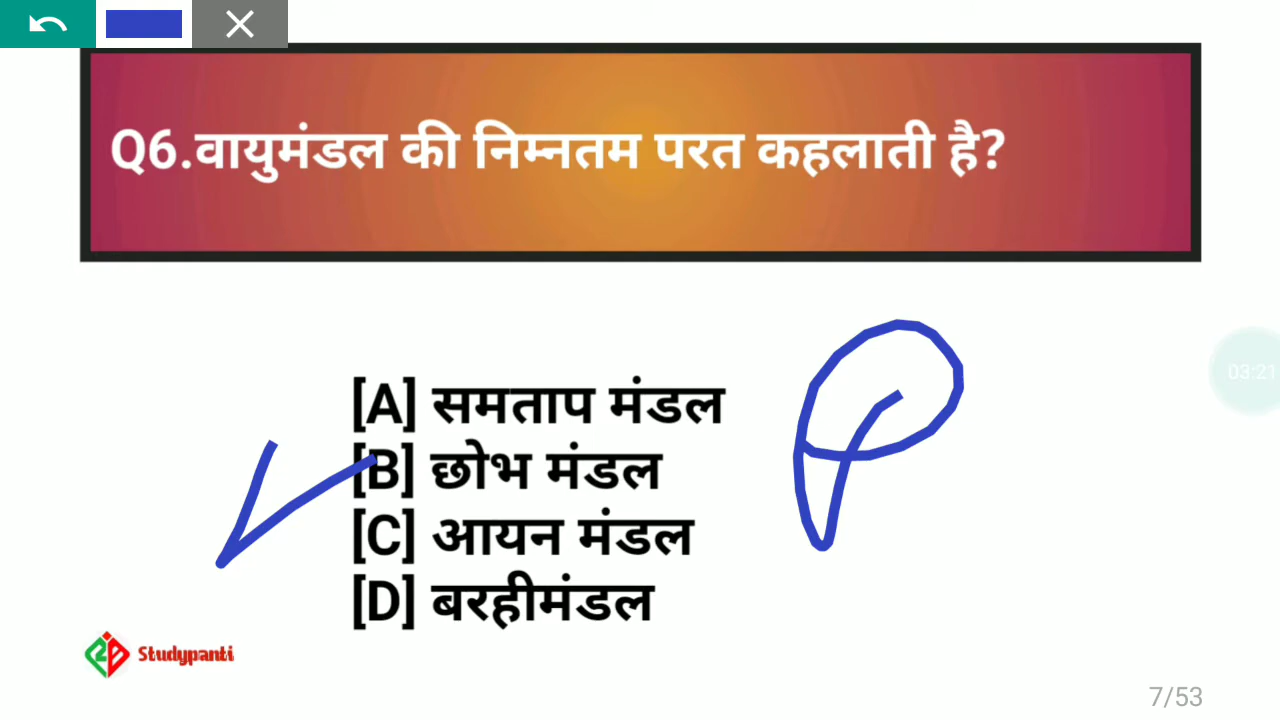 Q6.वायुमंडल की निम्नतम परत कहलाती है?
[A] समताप मंडल
[B] छोभ मंडल
[C] आयन मंडल
[D] बरहीमंडल
Studypanti
03:21
7/53